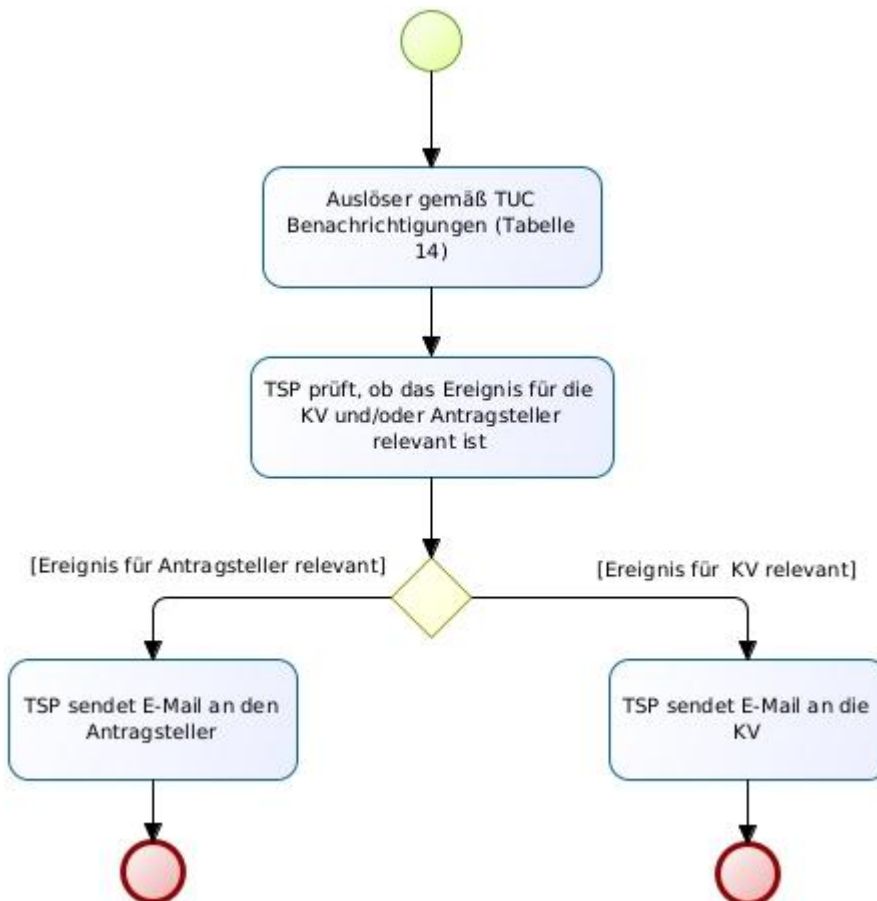 Auslöser gemäß TUC
Benachrichtigungen (Tabelle
14)
TSP prüft, ob das Ereignis für die
KV und/oder Antragsteller
relevant ist
[Ereignis für Antragsteller relevant]
[Ereignis für  KV relevant]
TSP sendet E-Mail an den
Antragsteller
TSP sendet E-Mail an die
KV